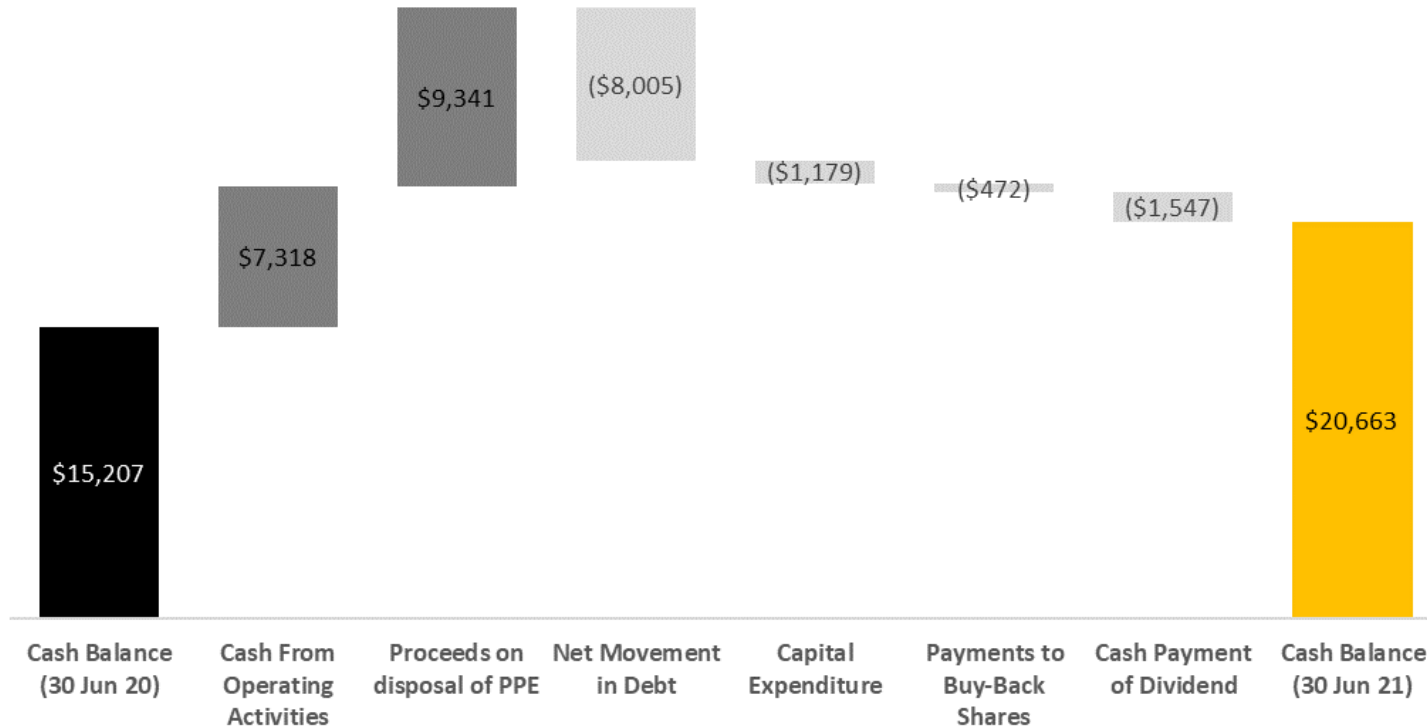 $9,341
($8,005)
($1,179)
($472)
($1,547)
$7,318
$20,663
$15,207
Cash Balance
(30 Jun 20)
Cash From
Operating
Activities
Proceeds on
disposal of PPE
Net Movement
in Debt
Capital
Expenditure
Payments to
Buy-Back
Shares
Cash Payment
of Dividend
Cash Balance
(30 Jun 21)